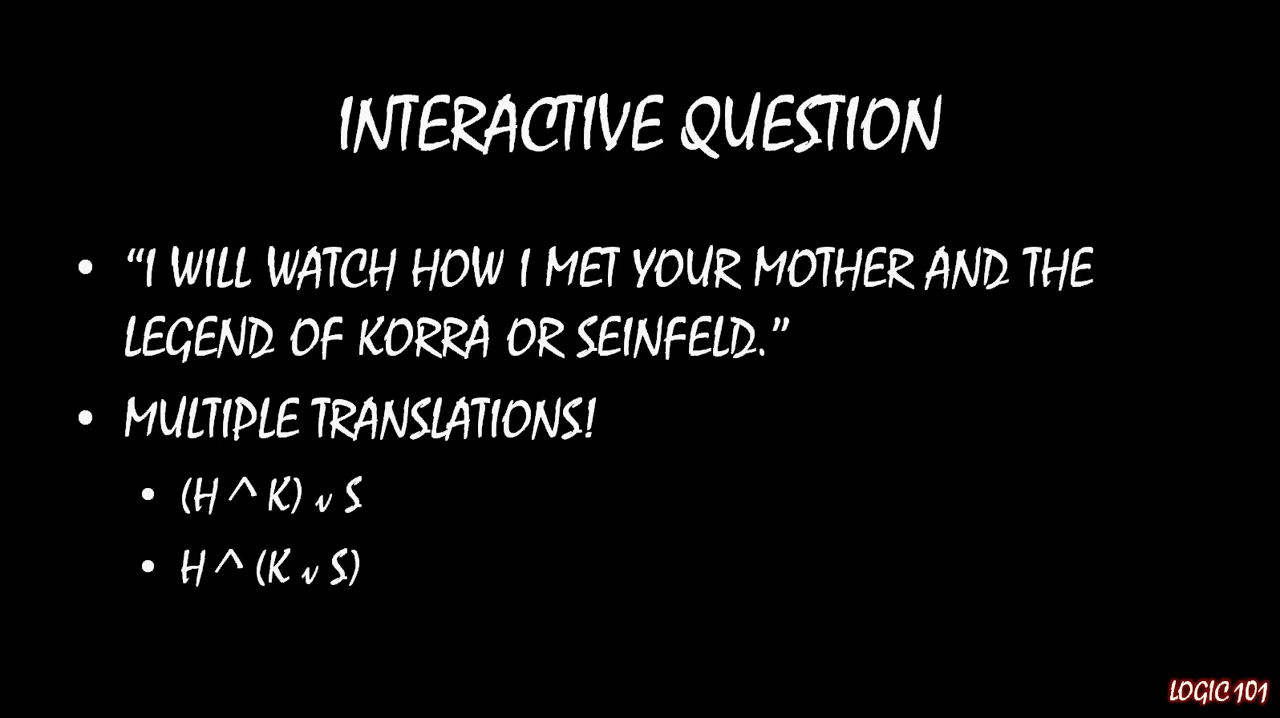 INTERACTIVE QUESTION
• “I WILL WATCH HOW I MET YOUR MOTHER AND THE
LEGEND OF KORRA OR SEINFELD.”
• MULTIPLE TRANSLATIONS!
• (H ^ K) v S
• H ^ (K v S)
LOGIC 101